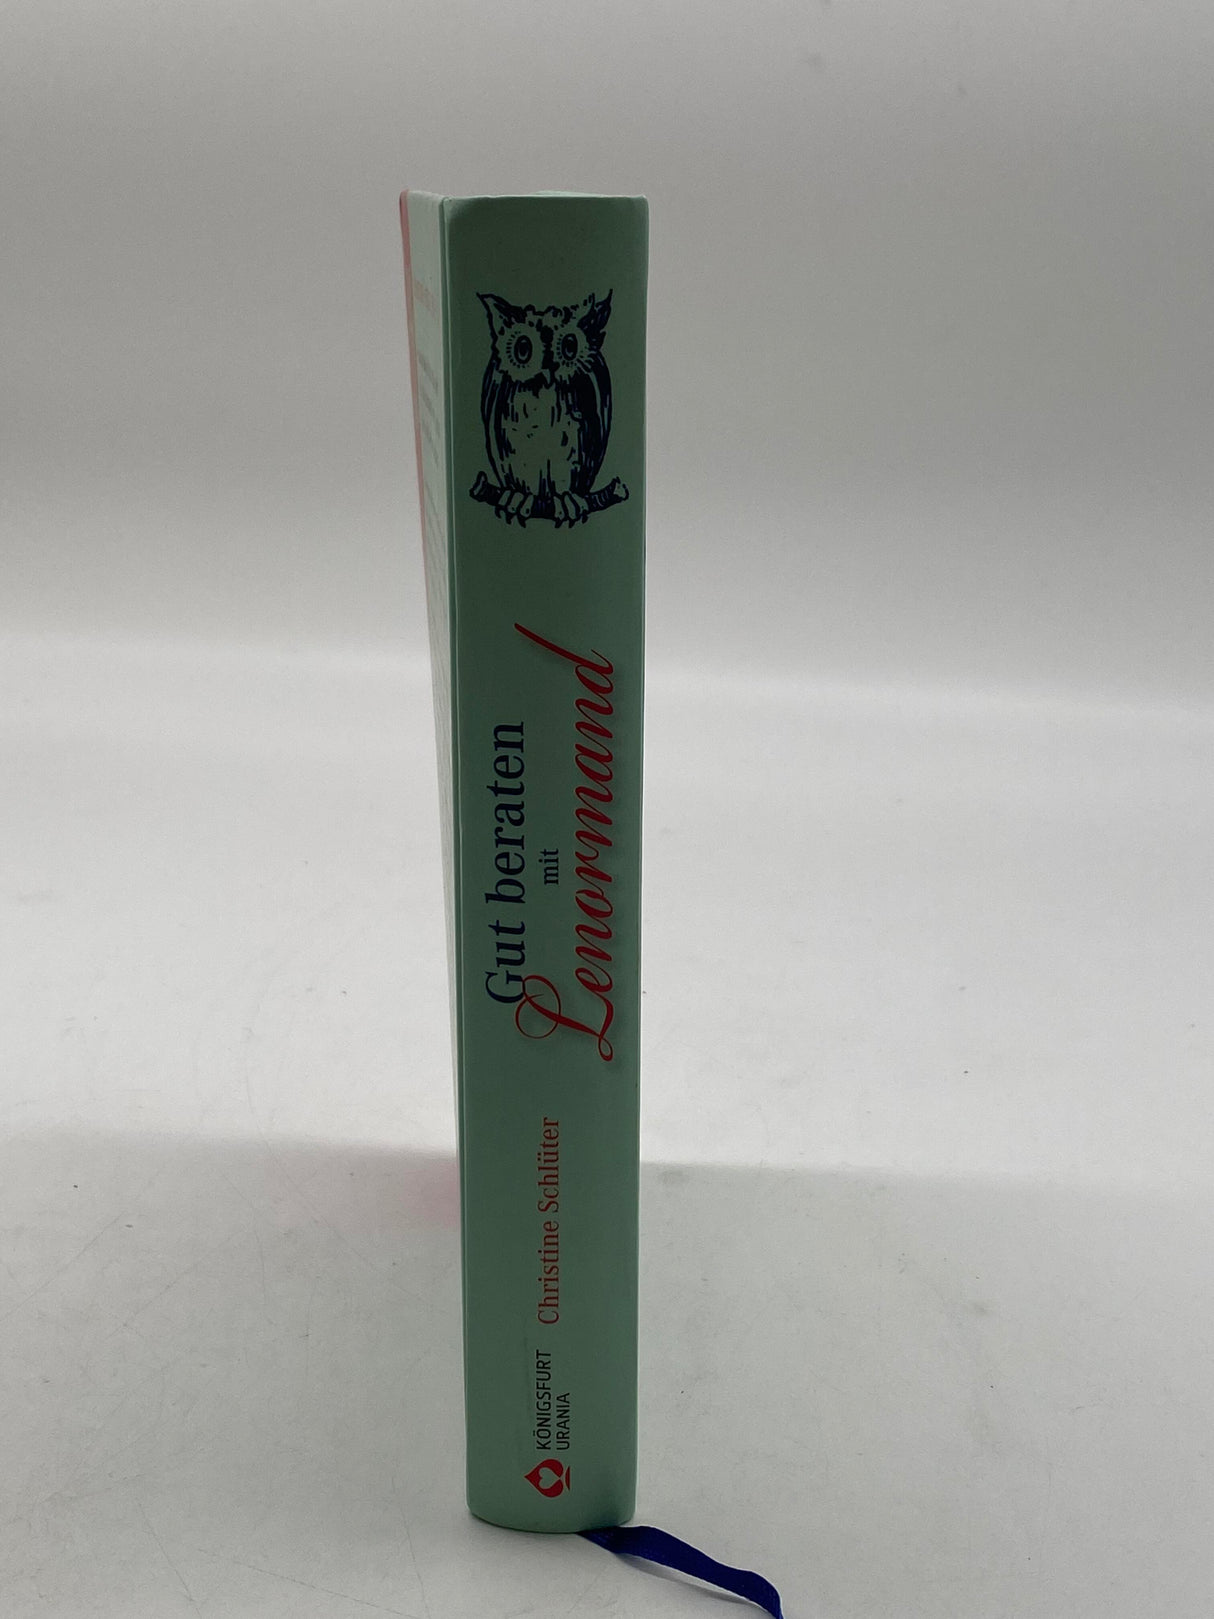 Gut beraten
mit
Lenormand
Christine Schlüter
KÖNIGSFURT
URANIA